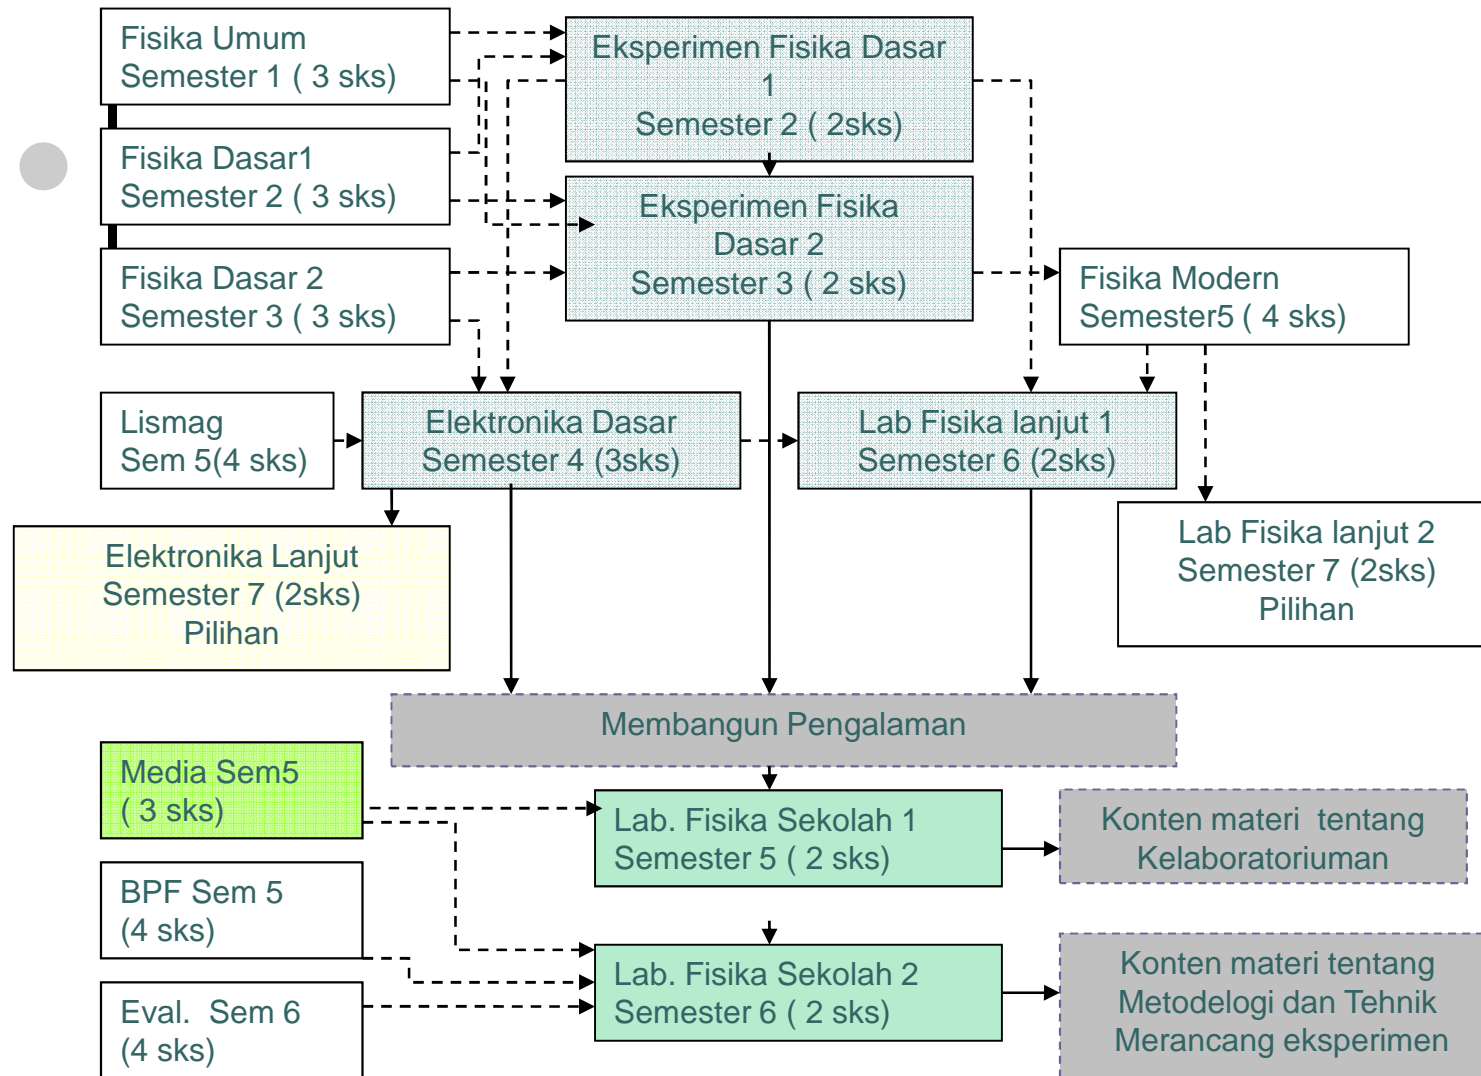 Fisika Umum
Semester 1 ( 3 sks)
Eksperimen Fisika Dasar
1
Semester 2 ( 2sks)
Fisika Dasar1
Semester 2 ( 3 sks)
Eksperimen Fisika
Dasar 2
Semester 3 ( 2 sks)
Fisika Dasar 2
Semester 3 ( 3 sks)
Fisika Modern
Semester5 ( 4 sks)
Lismag
Sem 5(4 sks)
Elektronika Dasar
Semester 4 (3sks)
Lab Fisika lanjut 1
Semester 6 (2sks)
Elektronika Lanjut
Semester 7 (2sks)
Pilihan
Lab Fisika lanjut 2
Semester 7 (2sks)
Pilihan
Membangun Pengalaman
Media Sem5
( 3 sks)
Lab. Fisika Sekolah 1
Semester 5 ( 2 sks)
Konten materi  tentang
Kelaboratoriuman
BPF Sem 5
(4 sks)
Lab. Fisika Sekolah 2
Semester 6 ( 2 sks)
Konten materi tentang
Metodelogi dan Tehnik
Merancang eksperimen
Eval.  Sem 6
(4 sks)